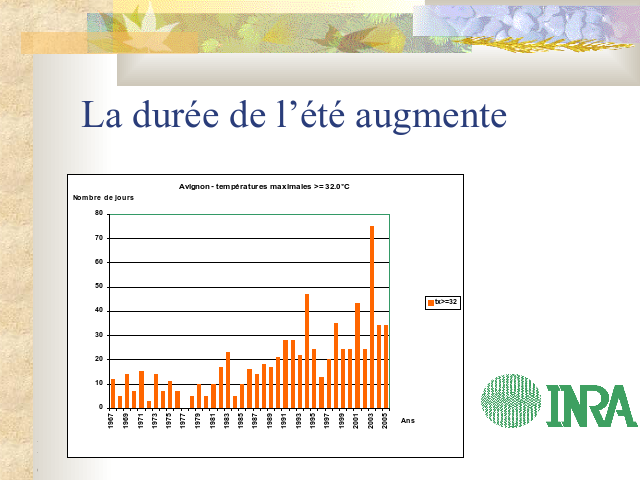 La durée de l’été augmente
Avignon - températures maximales >= 32.0°C
Nombre de jours
80
70
60
50
40
30
20
10
0
1967 1969 1971 1973 1975 1977 1979 1981 1983 1985 1987 1989 1991 1993 1995 1997 1999 2001 2003 2005
Ans
tx>=32
INRA